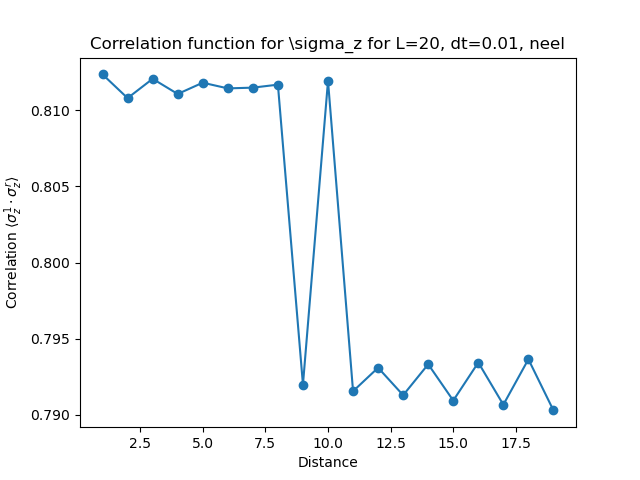 Correlation function for \sigma_z for L=20, dt=0.01, neel
0.810
0.805
0.800
0.795
0.790
Correlation ⟨σ_z^1 · σ_z^r⟩
2.5 5.0 7.5 10.0 12.5 15.0 17.5
Distance